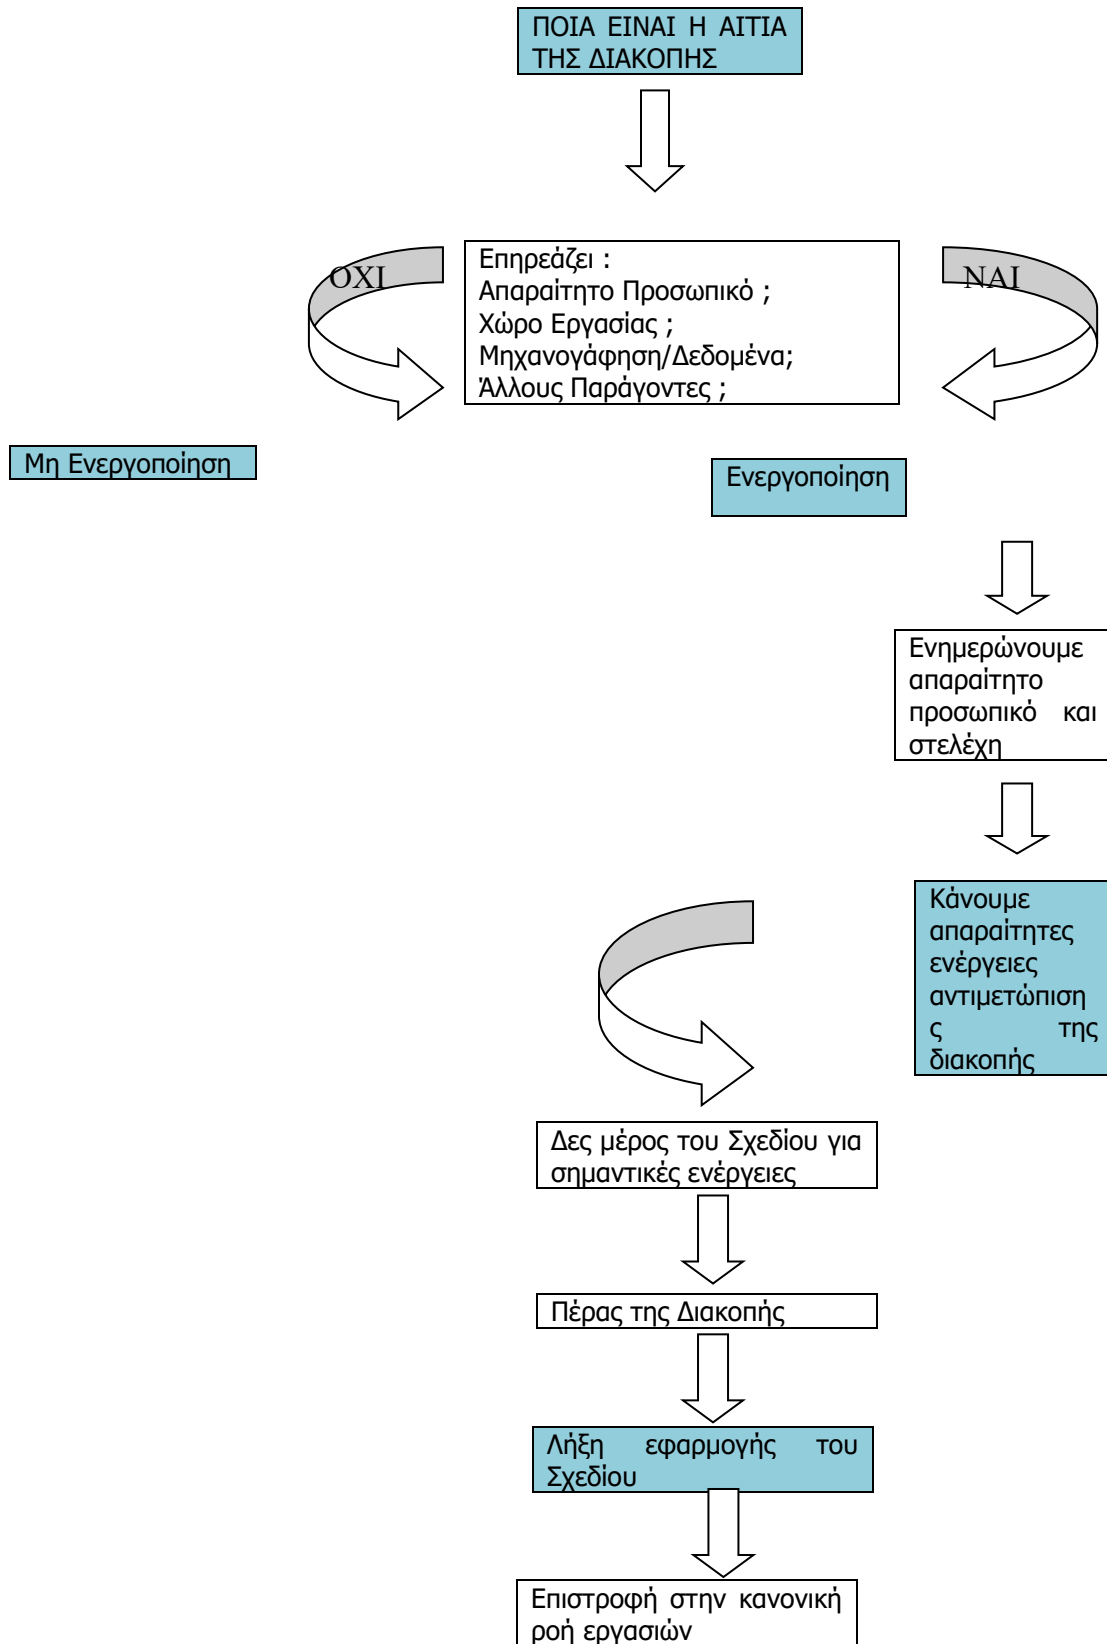 ΠΟΙΑ ΕΙΝΑΙ Η ΑΙΤΙΑ
ΤΗΣ ΔΙΑΚΟΠΗΣ
ΟΧΙ
Επηρεάζει :
Απαραίτητο Προσωπικό ;
Χώρο Εργασίας ;
Μηχανογάφηση/Δεδομένα;
Άλλους Παράγοντες ;
ΝΑΙ
Μη Ενεργοποίηση
Ενεργοποίηση
Ενημερώνουμε
απαραίτητο
προσωπικό και
στελέχη
Κάνουμε
απαραίτητες
ενέργειες
αντιμετώπιση
ς της
διακοπής
Δες μέρος του Σχεδίου για
σημαντικές ενέργειες
Πέρας της Διακοπής
Λήξη εφαρμογής του
Σχεδίου
Επιστροφή στην κανονική
ροή εργασιών